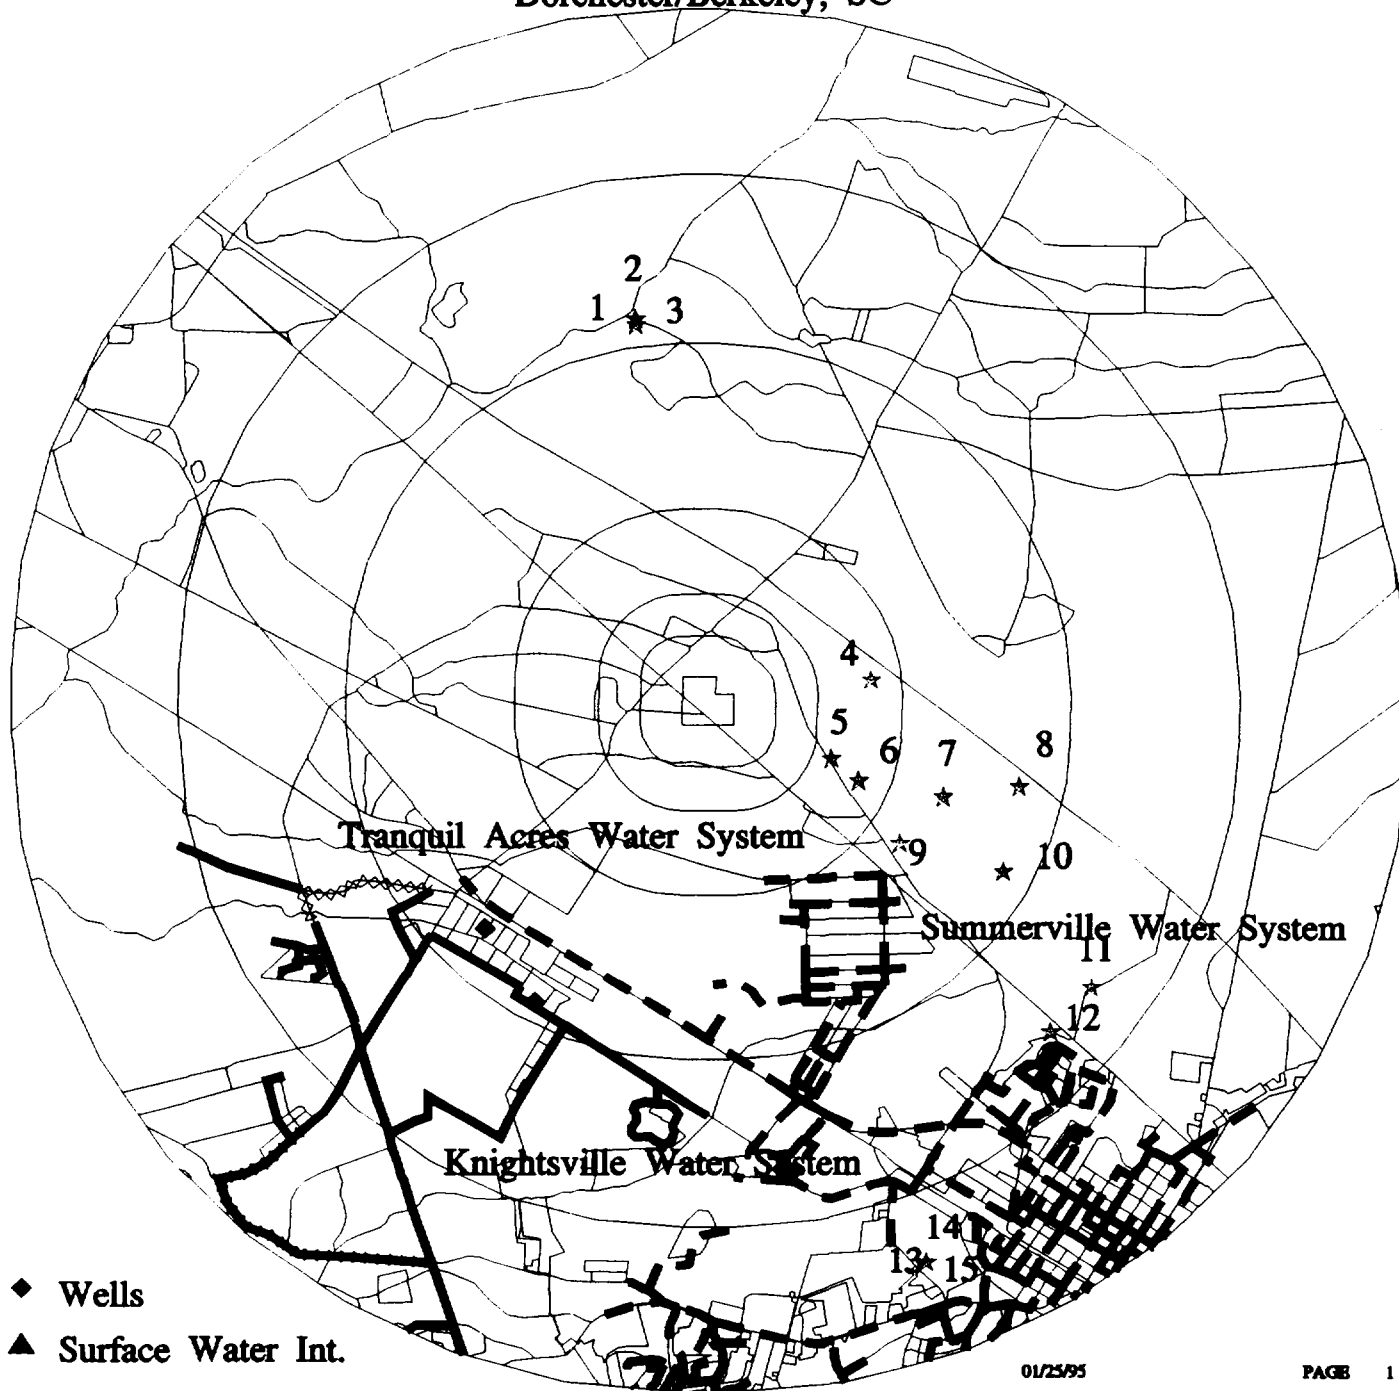 Dorchester/Berkeley, SC
2
1 3
4
5
6 7 8
Tranquil Acres Water System
9 10
Summerville Water System
11
12
Knightsville Water System
14
13 15
Wells
Surface Water Int.
01/25/95 PAGE 1